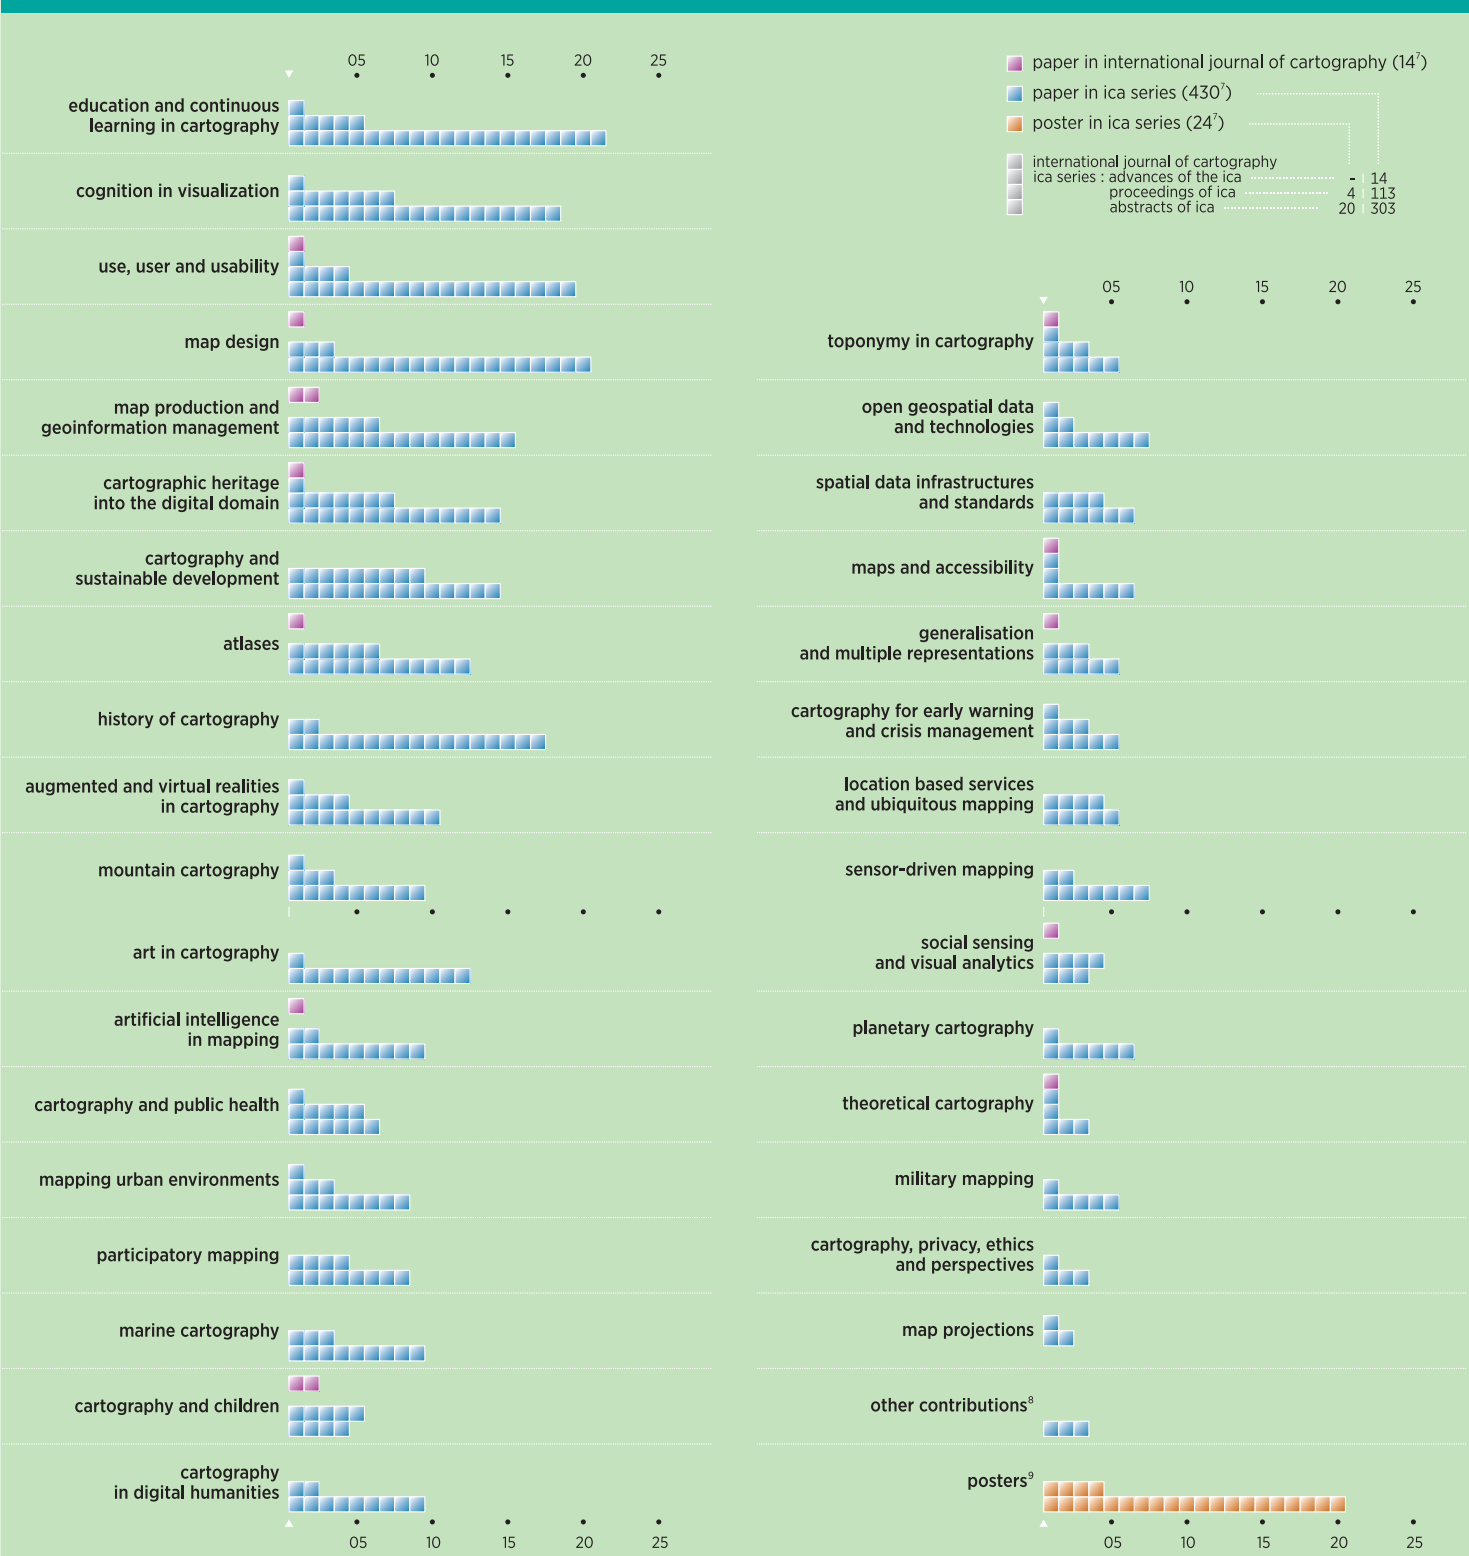 05 10 15 20 25
education and continuous
learning in cartography
cognition in visualization
use, user and usability
map design
map production and
geoinformation management
cartographic heritage
into the digital domain
cartography and
sustainable development
atlases
history of cartography
augmented and virtual realities
in cartography
mountain cartography
art in cartography
artificial intelligence
in mapping
cartography and public health
mapping urban environments
participatory mapping
marine cartography
cartography and children
cartography
in digital humanities
05 10 15 20 25
paper in international journal of cartography (14⁷)
paper in ica series (430⁷)
poster in ica series (24⁷)
international journal of cartography
ica series : advances of the ica - 14
proceedings of ica 4 113
abstracts of ica 20 303
05 10 15 20 25
toponymy in cartography
open geospatial data
and technologies
spatial data infrastructures
and standards
maps and accessibility
generalisation
and multiple representations
cartography for early warning
and crisis management
location based services
and ubiquitous mapping
sensor-driven mapping
social sensing
and visual analytics
planetary cartography
theoretical cartography
military mapping
cartography, privacy, ethics
and perspectives
map projections
other contributions⁸
posters⁹
05 10 15 20 25